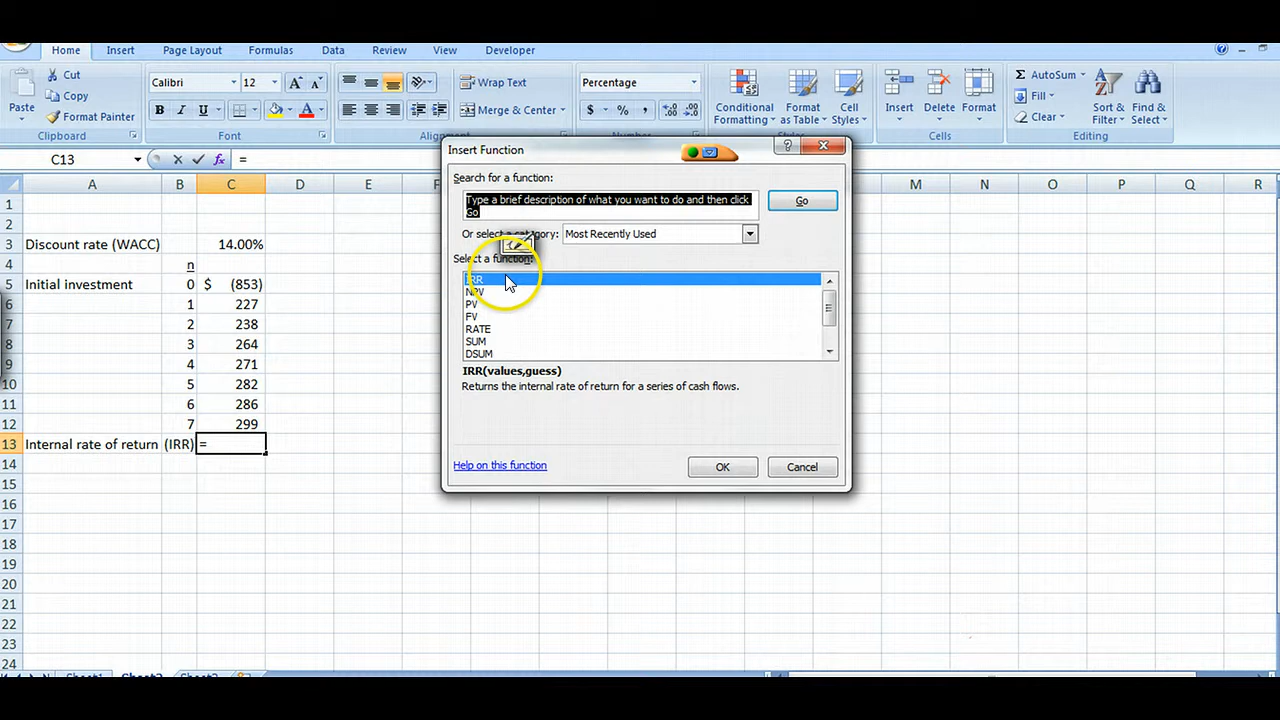 Home Insert Page Layout Formulas Data Review View Developer
Cut Calibri 12 Wrap Text Percentage AutoSum
Copy Fill
Paste Format Painter B I U Merge & Center $ % , Conditional Formatting Format as Table Cell Styles Insert Delete Format Clear Sort & Filter Find & Select
Clipboard Font Alignment Number Styles Cells Editing
C13 fx =
A B C D E F M N O P Q R
1
2
3 Discount rate (WACC) 14.00%
4 n
5 Initial investment 0 $ (853)
6 1 227
7 2 238
8 3 264
9 4 271
10 5 282
11 6 286
12 7 299
13 Internal rate of return (IRR) =
14
15
16
17
18
19
20
21
22
23
24
Insert Function
Search for a function:
Type a brief description of what you want to do and then click
Go
Go
Or select a category: Most Recently Used
Select a function:
IRR
NPV
PV
FV
RATE
SUM
DSUM
IRR(values,guess)
Returns the internal rate of return for a series of cash flows.
Help on this function OK Cancel